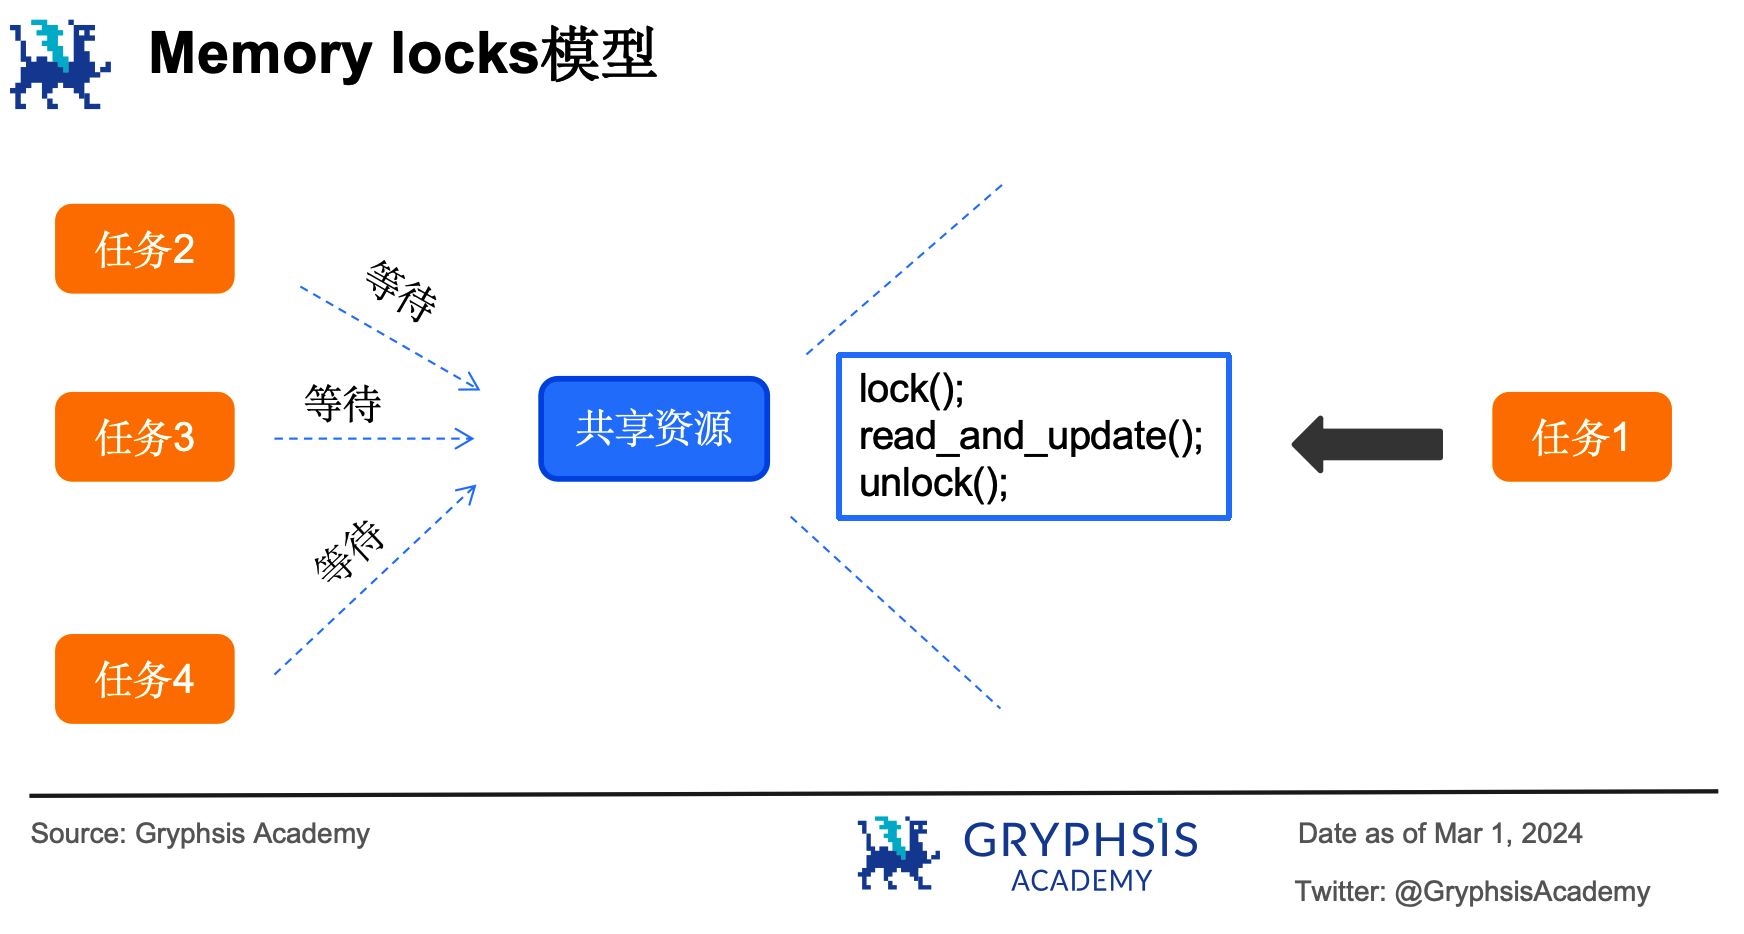 Memory locks模型
任务2
等待
等待
任务3
等待
任务4
共享资源
lock();
read_and_update();
unlock();
任务1
Source: Gryphsis Academy
GRYPHSIS
ACADEMY
Date as of Mar 1, 2024
Twitter: @GryphsisAcademy